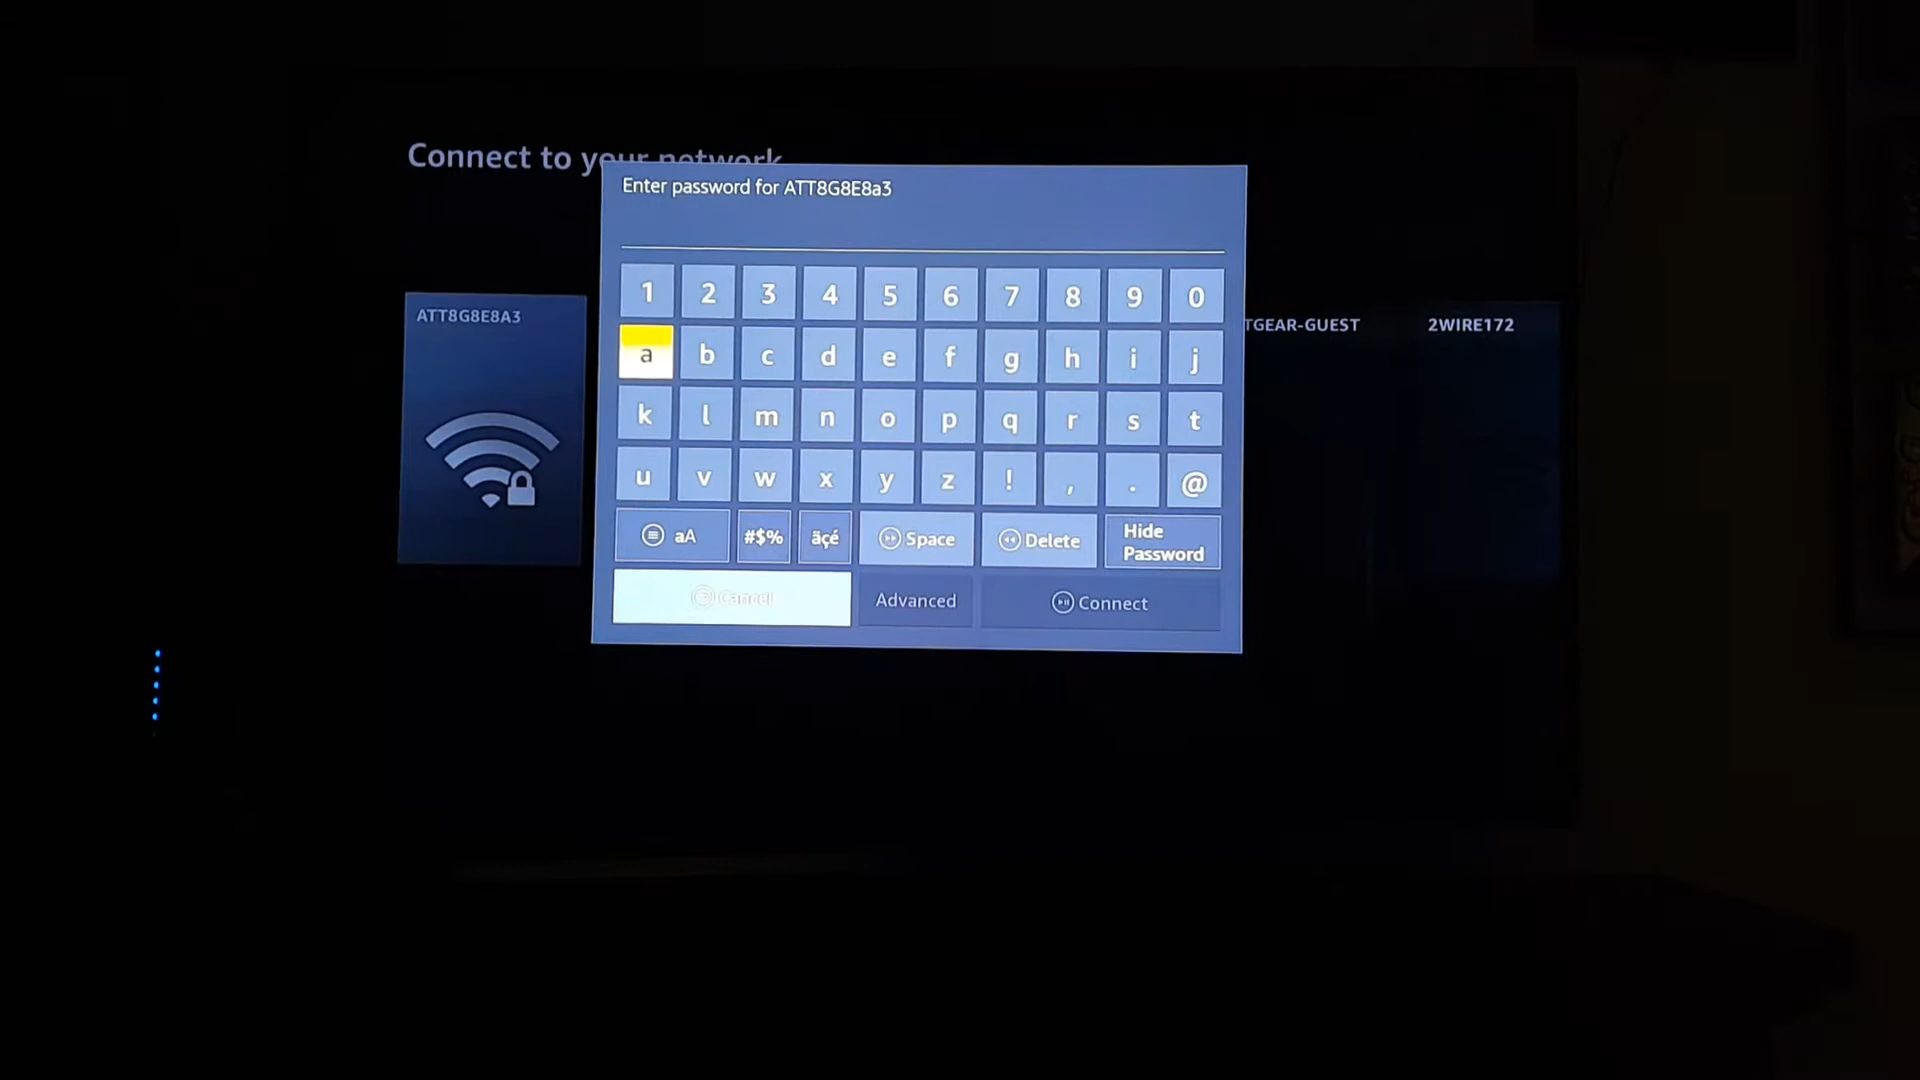 Connect to your network
Enter password for ATT8G8E8a3
ATT8G8E8A3
TGEAR-GUEST
2WIRE172
1 2 3 4 5 6 7 8 9 0
a b c d e f g h i j
k l m n o p q r s t
u v w x y z ! , . @
aA #$% äçé Space Delete Hide Password
Cancel Advanced Connect